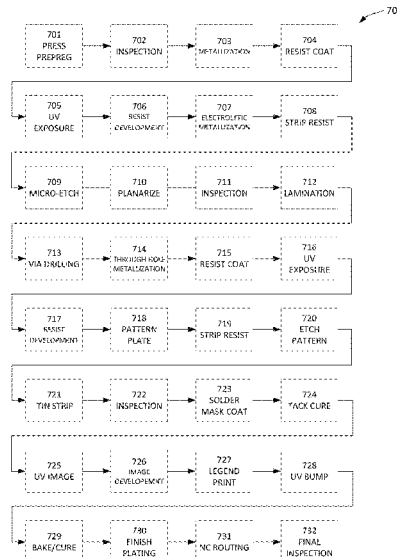 70
701
PRESS
PREPREG
702
INSPECTION
703
METALIZATION
704
RESIST COAT
705
UV
EXPOSURE
706
RESIST
DEVELOPMENT
707
ELECTROLYTIC
METALIZATION
708
STRIP RESIST
709
MICRO-ETCH
710
PLANARIZE
711
INSPECTION
712
LAMINATION
713
VIA DRILLING
714
THROUGH HOLE
METALLIZATION
715
RESIST COAT
716
UV
EXPOSURE
717
RESIST
DEVELOPMENT
718
PATTERN
PLATE
719
STRIP RESIST
720
ETCH
PATTERN
721
TIN STRIP
722
INSPECTION
723
SOLDER
MASK COAT
724
TACK CURE
725
UV IMAGE
726
IMAGE
DEVELOPEMENT
727
LEGEND
PRINT
728
UV BUMP
729
BAKE/CURE
730
FINISH
PLATING
731
NC ROUTING
732
FINAL
INSPECTION